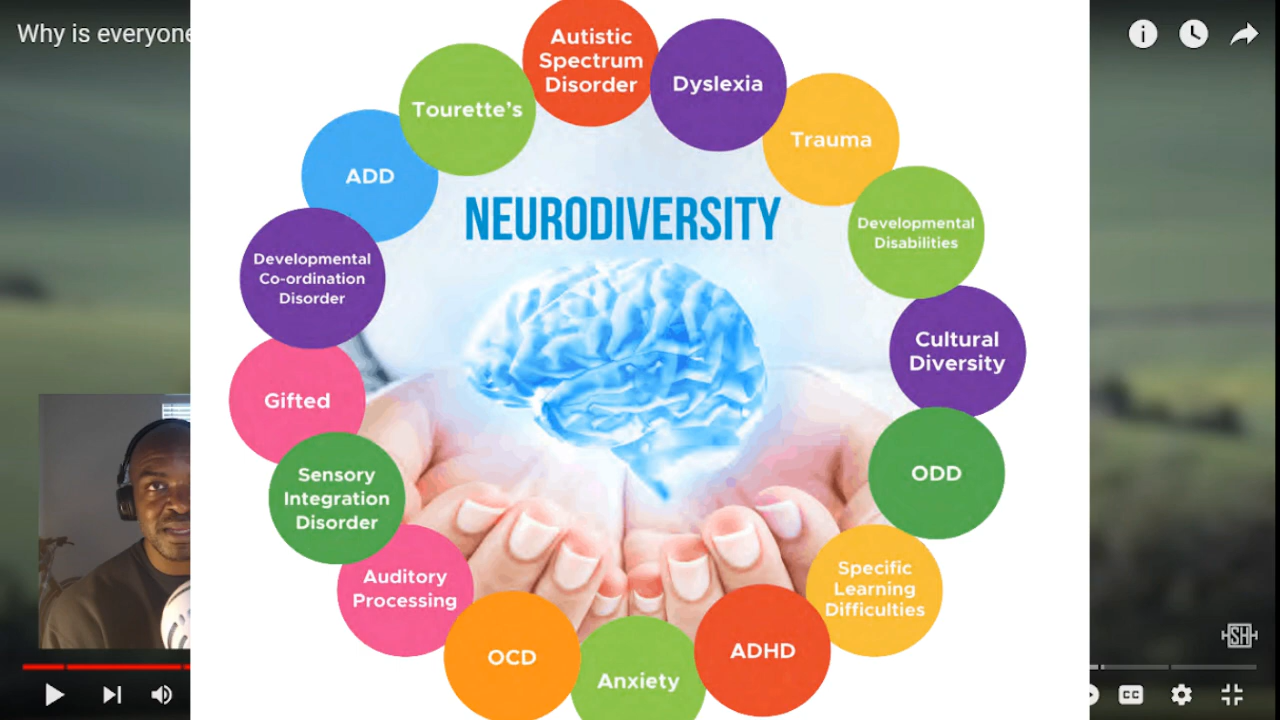 Why is everyone
Autistic
Spectrum
Disorder
Dyslexia
Tourette's
Trauma
ADD
NEURODIVERSITY
Developmental
Disabilities
Developmental
Co-ordination
Disorder
Cultural
Diversity
Gifted
ODD
Sensory
Integration
Disorder
Auditory
Processing
Specific
Learning
Difficulties
OCD
Anxiety
ADHD
SH
CC